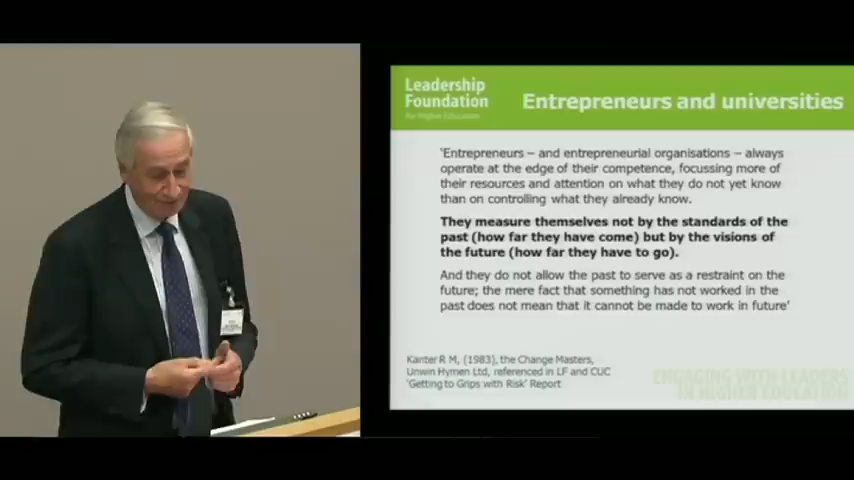 Leadership
Foundation
for Higher Education
Entrepreneurs and universities
‘Entrepreneurs – and entrepreneurial organisations – always
operate at the edge of their competence, focussing more of
their resources and attention on what they do not yet know
than on controlling what they already know.
They measure themselves not by the standards of the
past (how far they have come) but by the visions of
the future (how far they have to go).
And they do not allow the past to serve as a restraint on the
future; the mere fact that something has not worked in the
past does not mean that it cannot be made to work in future’
Kanter R M, (1983), the Change Masters,
Unwin Hymen Ltd, referenced in LF and CUC
‘Getting to Grips with Risk’ Report
ENGAGING WITH LEADERS
IN HIGHER EDUCATION